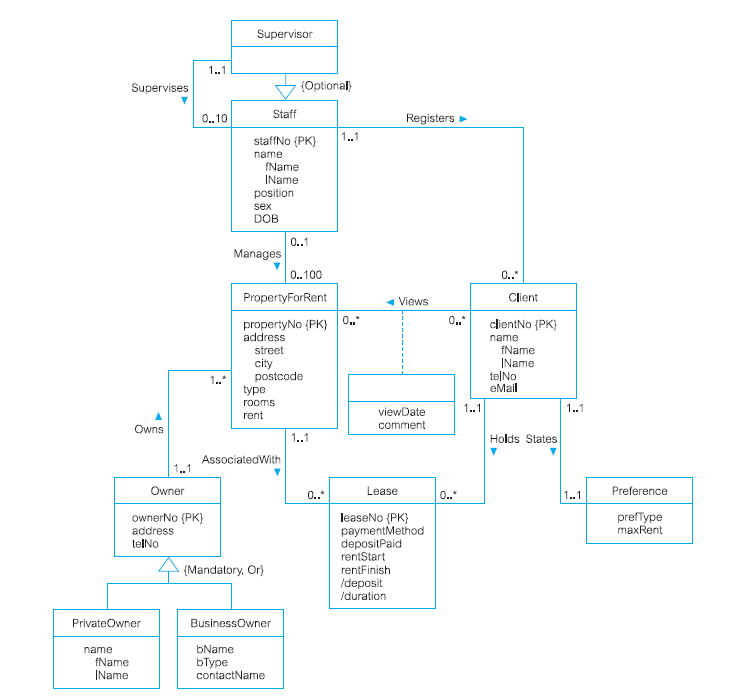 Supervisor
1..1
{Optional}
Supervises
0..10
Staff
1..1
Registers
staffNo {PK}
name
fName
lName
position
sex
DOB
0..1
Manages
0..100
0..*
PropertyForRent
Views
Client
0..*
0..*
propertyNo {PK}
address
street
city
postcode
type
rooms
rent
clientNo {PK}
name
fName
lName
telNo
eMail
viewDate
comment
1..*
Owns
1..1
1..1
AssociatedWith
0..*
1..1
1..1
Holds
States
0..*
1..1
Owner
ownerNo {PK}
address
telNo
{Mandatory, Or}
Lease
leaseNo {PK}
paymentMethod
depositPaid
rentStart
rentFinish
/deposit
/duration
Preference
prefType
maxRent
PrivateOwner
name
fName
lName
BusinessOwner
bName
bType
contactName